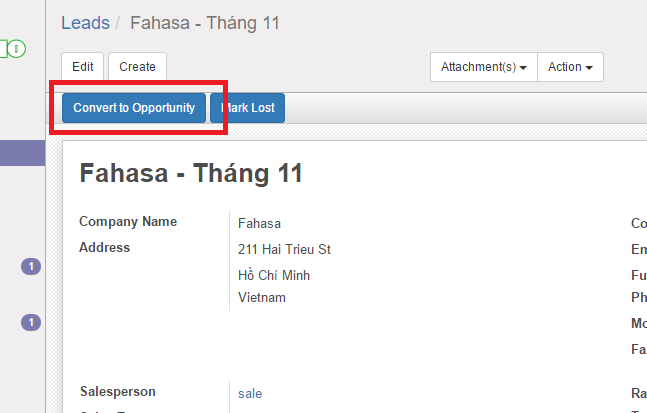 Leads / Fahasa - Tháng 11
Edit Create Attachment(s) Action
Convert to Opportunity Mark Lost
Fahasa - Tháng 11
Company Name Fahasa Co
Address 211 Hai Trieu St Em
1 Hồ Chí Minh Fu
Vietnam Ph
1 Mo
Fa
Salesperson sale Ra